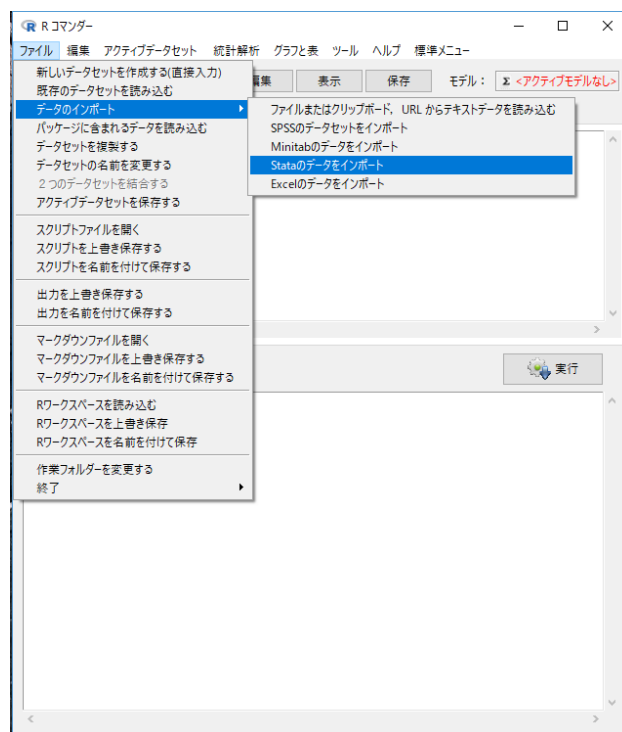 R コマンダー
ファイル 編集 アクティブデータセット 統計解析 グラフと表 ツール ヘルプ 標準メニュー
編集 表示 保存 モデル： Σ <アクティブモデルなし>
新しいデータセットを作成する(直接入力)
既存のデータセットを読み込む
データのインポート
パッケージに含まれるデータを読み込む
データセットを複製する
データセットの名前を変更する
２つのデータセットを結合する
アクティブデータセットを保存する
スクリプトファイルを開く
スクリプトを上書き保存する
スクリプトを名前を付けて保存する
出力を上書き保存する
出力を名前を付けて保存する
マークダウンファイルを開く
マークダウンファイルを上書き保存する
マークダウンファイルを名前を付けて保存する
Rワークスペースを読み込む
Rワークスペースを上書き保存
Rワークスペースを名前を付けて保存
作業フォルダーを変更する
終了
ファイルまたはクリップボード，URL からテキストデータを読み込む
SPSSのデータセットをインポート
Minitabのデータをインポート
Stataのデータをインポート
Excelのデータをインポート
実行